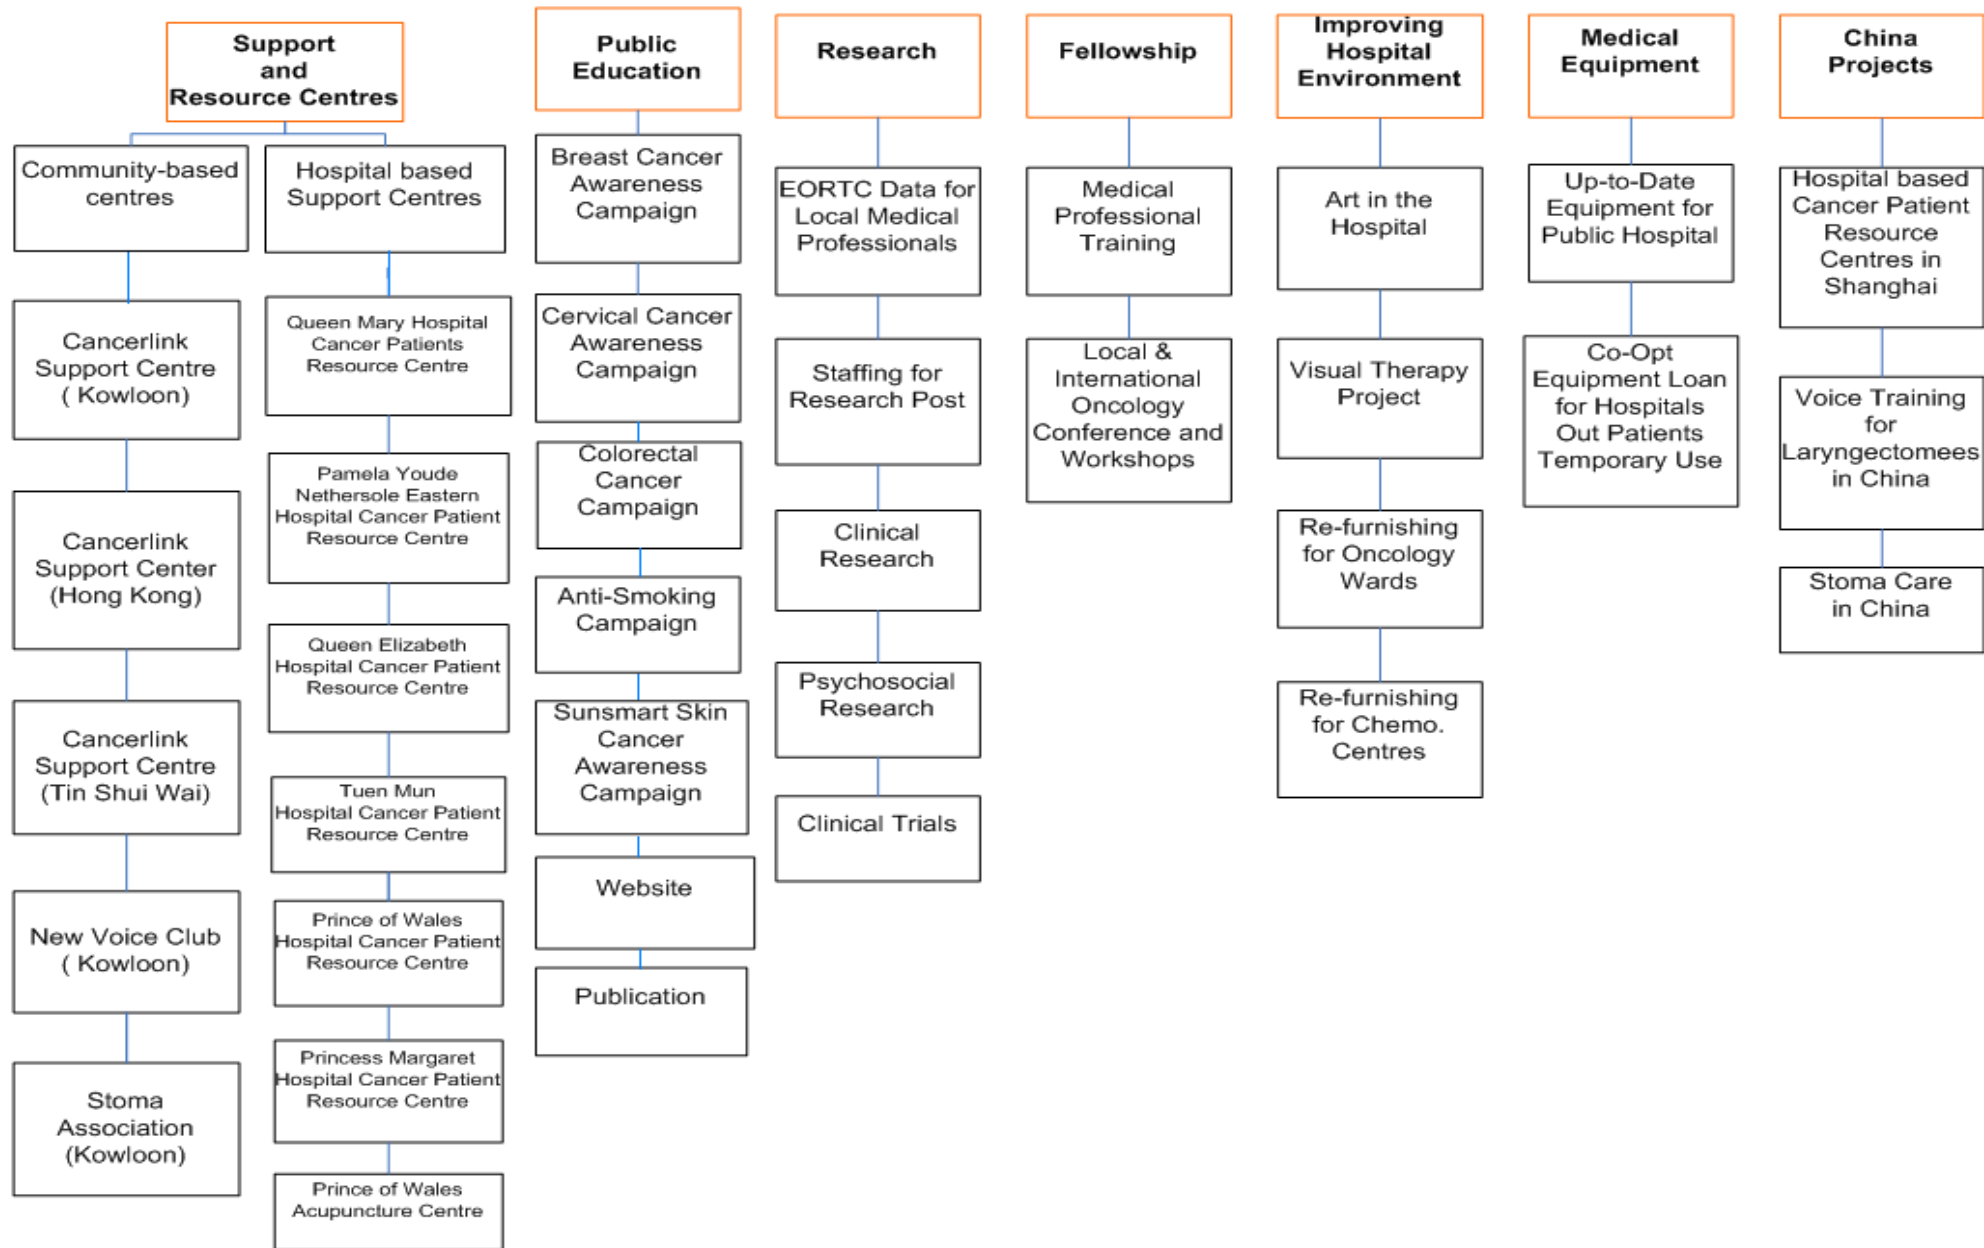 Support
and
Resource Centres
Community-based
centres
Cancerlink
Support Centre
( Kowloon)
Cancerlink
Support Center
(Hong Kong)
Cancerlink
Support Centre
(Tin Shui Wai)
New Voice Club
( Kowloon)
Stoma
Association
(Kowloon)
Hospital based
Support Centres
Queen Mary Hospital
Cancer Patients
Resource Centre
Pamela Youde
Nethersole Eastern
Hospital Cancer Patient
Resource Centre
Queen Elizabeth
Hospital Cancer Patient
Resource Centre
Tuen Mun
Hospital Cancer Patient
Resource Centre
Prince of Wales
Hospital Cancer Patient
Resource Centre
Princess Margaret
Hospital Cancer Patient
Resource Centre
Prince of Wales
Acupuncture Centre
Public
Education
Breast Cancer
Awareness
Campaign
Cervical Cancer
Awareness
Campaign
Colorectal
Cancer
Campaign
Anti-Smoking
Campaign
Sunsmart Skin
Cancer
Awareness
Campaign
Website
Publication
Research
EORTC Data for
Local Medical
Professionals
Staffing for
Research Post
Clinical
Research
Psychosocial
Research
Clinical Trials
Fellowship
Medical
Professional
Training
Local &
International
Oncology
Conference and
Workshops
Improving
Hospital
Environment
Art in the
Hospital
Visual Therapy
Project
Re-furnishing
for Oncology
Wards
Re-furnishing
for Chemo.
Centres
Medical
Equipment
Up-to-Date
Equipment for
Public Hospital
Co-Opt
Equipment Loan
for Hospitals
Out Patients
Temporary Use
China
Projects
Hospital based
Cancer Patient
Resource
Centres in
Shanghai
Voice Training
for
Laryngectomees
in China
Stoma Care
in China